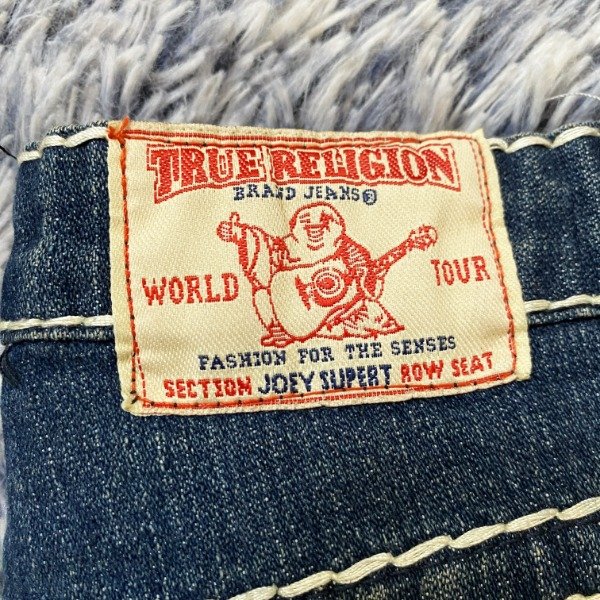 TRUE RELIGION
BRAND JEANS®
WORLD TOUR
FASHION FOR THE SENSES
SECTION JOEY SUPERT ROW SEAT